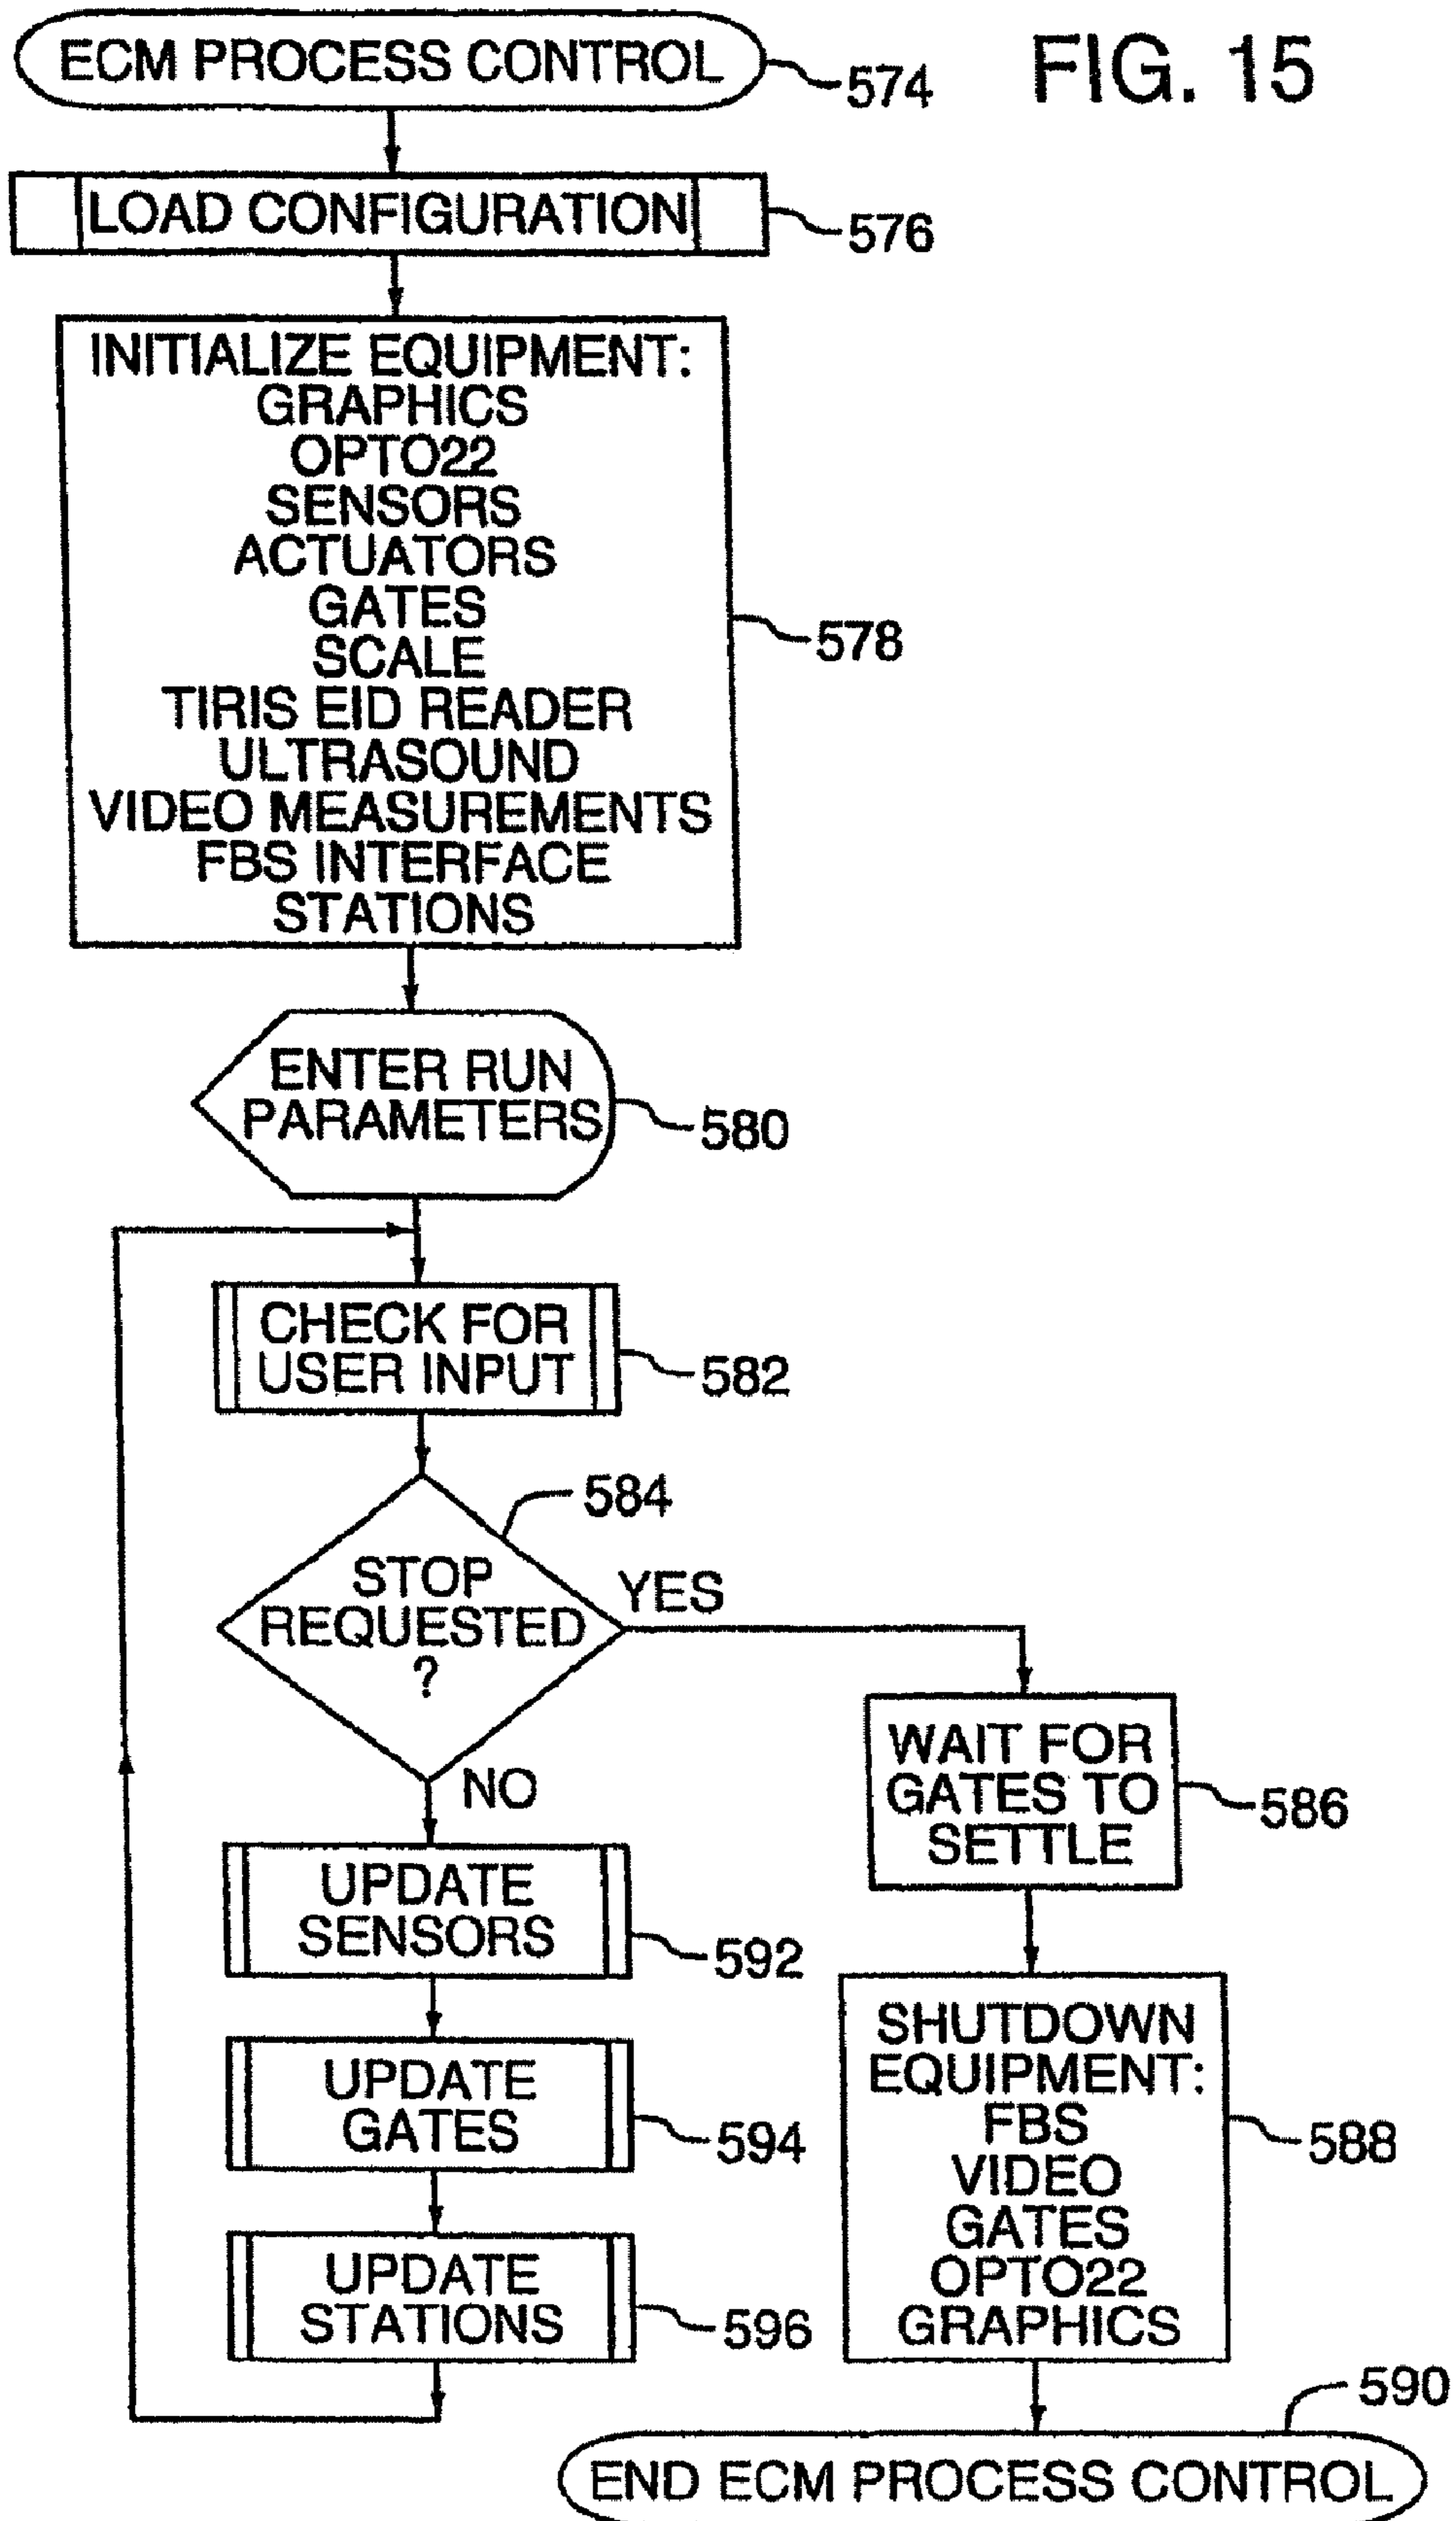 ECM PROCESS CONTROL
574
FIG. 15
LOAD CONFIGURATION
576
INITIALIZE EQUIPMENT:
GRAPHICS
OPTO22
SENSORS
ACTUATORS
GATES
SCALE
TIRIS EID READER
ULTRASOUND
VIDEO MEASUREMENTS
FBS INTERFACE
STATIONS
578
ENTER RUN
PARAMETERS
580
CHECK FOR
USER INPUT
582
584
STOP
REQUESTED
?
YES
NO
WAIT FOR
GATES TO
SETTLE
586
UPDATE
SENSORS
592
UPDATE
GATES
594
UPDATE
STATIONS
596
SHUTDOWN
EQUIPMENT:
FBS
VIDEO
GATES
OPTO22
GRAPHICS
588
590
END ECM PROCESS CONTROL